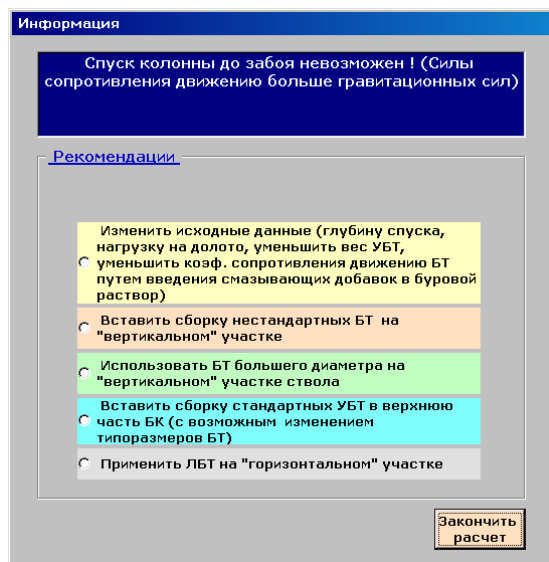 Информация
Спуск колонны до забоя невозможен ! (Силы
сопротивления движению больше гравитационных сил)
Рекомендации
Изменить исходные данные (глубину спуска,
нагрузку на долото, уменьшить вес УБТ,
уменьшить коэф. сопротивления движению БТ
путем введения смазывающих добавок в буровой
раствор)
Вставить сборку нестандартных БТ на
"вертикальном" участке
Использовать БТ большего диаметра на
"вертикальном" участке ствола
Вставить сборку стандартных УБТ в верхнюю
часть БК (с возможным изменением
типоразмеров БТ)
Применить ЛБТ на "горизонтальном" участке
Закончить
расчет